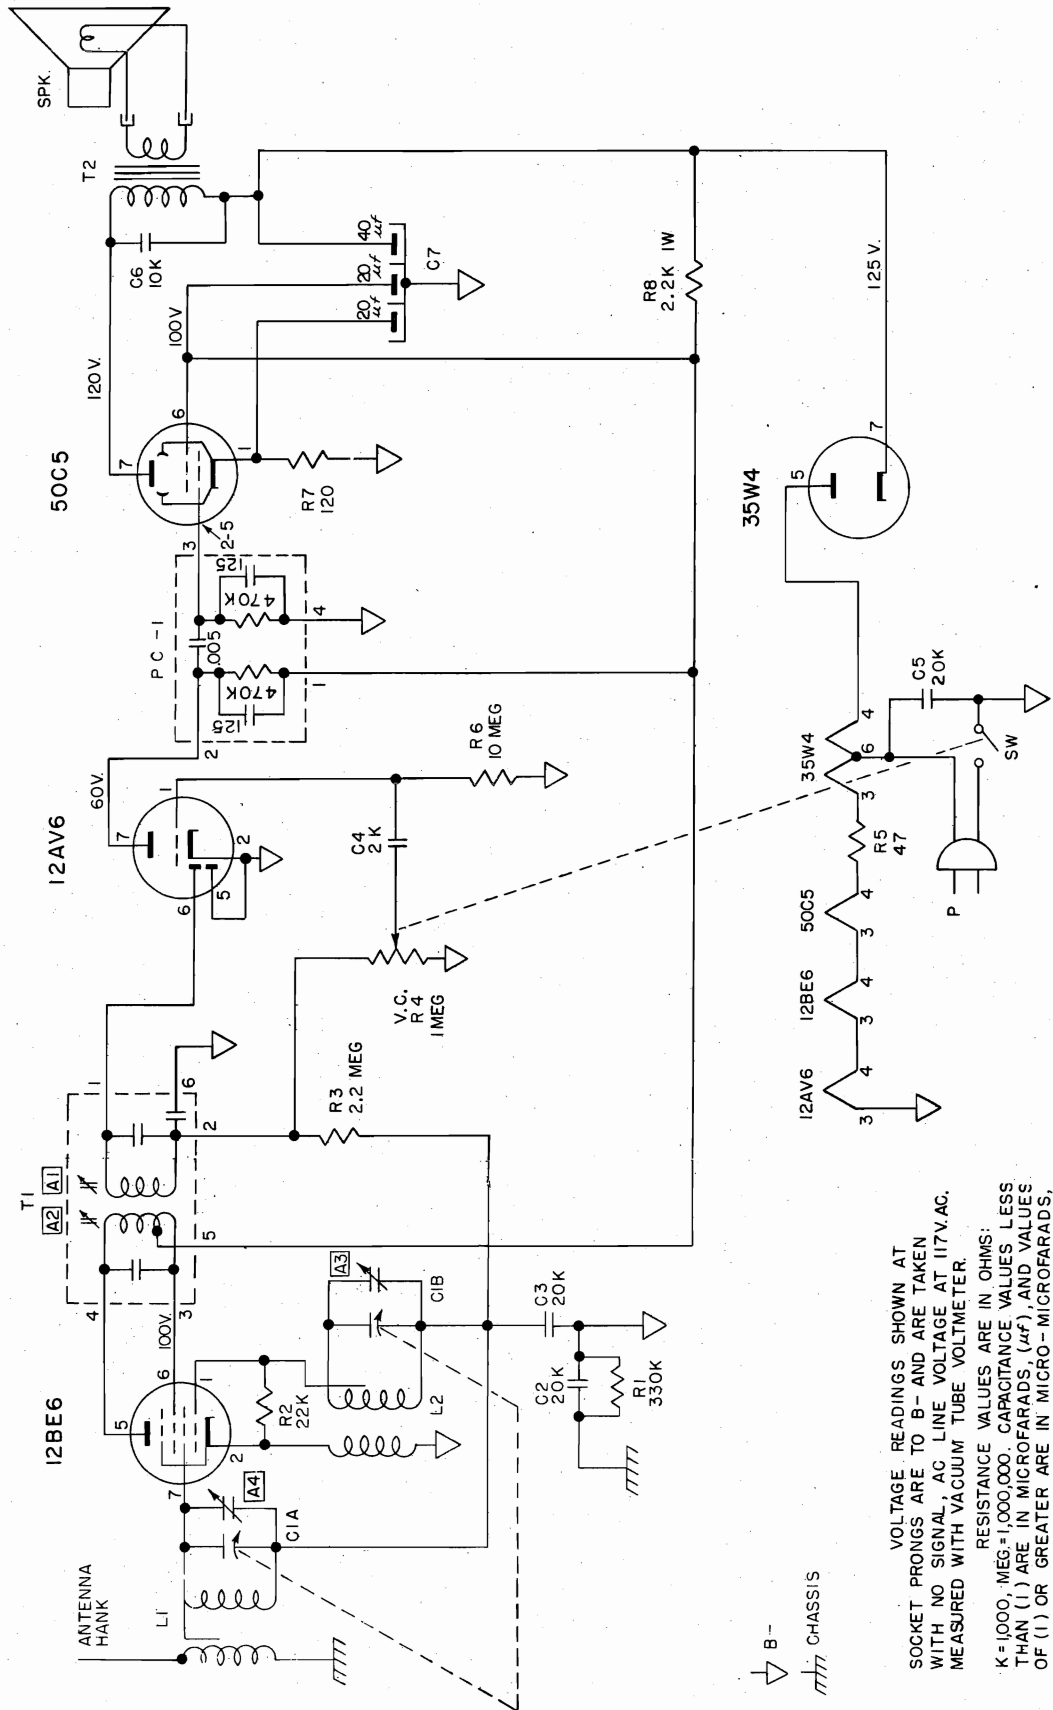 SPK.
T2
C6
10K
120V.
100V
20
µf
20
µf
40
µf
C7
50C5
7
6
1
3
2-5
R7
120
R8
2.2K 1W
125V.
PC-1
125
470K
.005
470K
125
2
1
4
12AV6
60V.
7
1
6
5
2
R6
10 MEG
C4
2K
V.C.
R4
1MEG
35W4
5
7
C5
20K
35W4
4
6
3
SW
R5
47
P
50C5
4
3
12BE6
4
3
12AV6
4
3
T1
A2
A1
1
6
2
5
4
3
R3
2.2 MEG
12BE6
100V.
5
6
1
2
7
R2
22K
A3
C1B
L2
C3
20K
C2
20K
R1
330K
A4
C1A
L1
ANTENNA
HANK
B-
CHASSIS
VOLTAGE READINGS SHOWN AT
SOCKET PRONGS ARE TO B- AND ARE TAKEN
WITH NO SIGNAL, AC LINE VOLTAGE AT 117V. AC.
MEASURED WITH VACUUM TUBE VOLTMETER.
RESISTANCE VALUES ARE IN OHMS:
K=1,000, MEG.=1,000,000. CAPACITANCE VALUES LESS
THAN (1) ARE IN MICROFARADS, (µf), AND VALUES
OF (1) OR GREATER ARE IN MICRO-MICROFARADS,